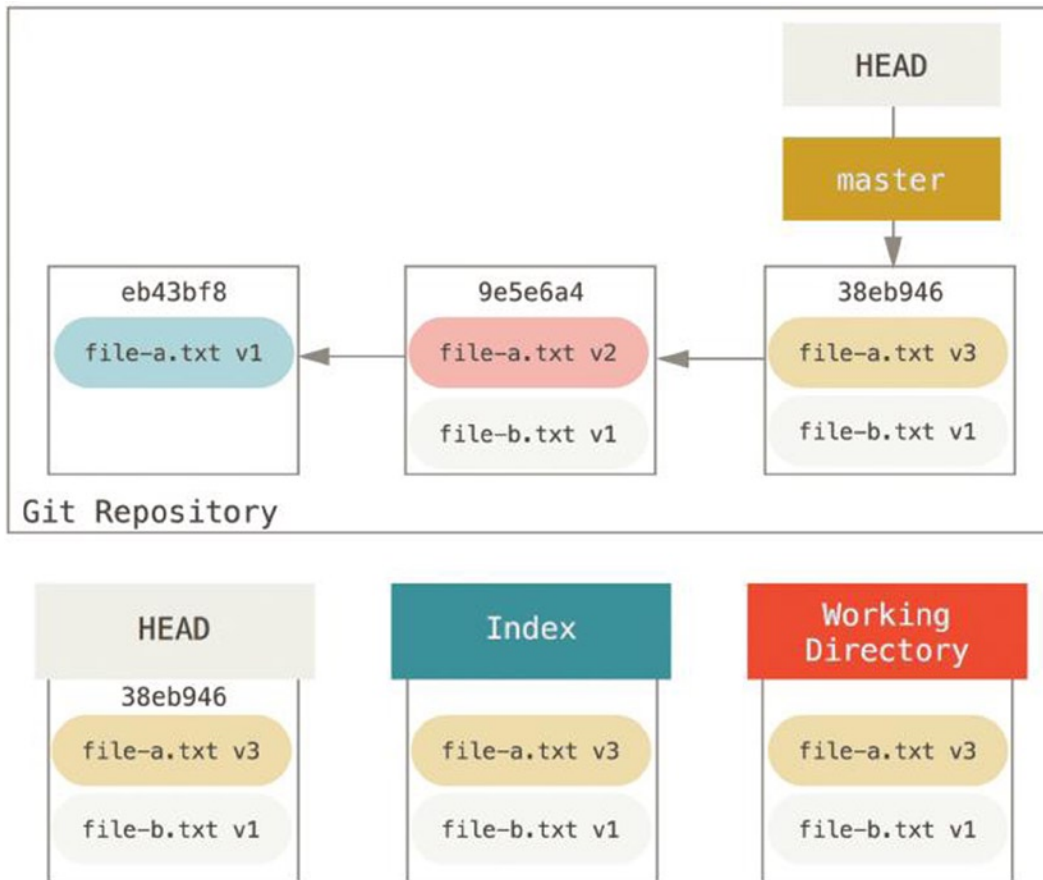 HEAD
master
eb43bf8
9e5e6a4
38eb946
file-a.txt v1
file-a.txt v2
file-a.txt v3
file-b.txt v1
file-b.txt v1
Git Repository
HEAD
Index
Working
Directory
38eb946
file-a.txt v3
file-a.txt v3
file-a.txt v3
file-b.txt v1
file-b.txt v1
file-b.txt v1